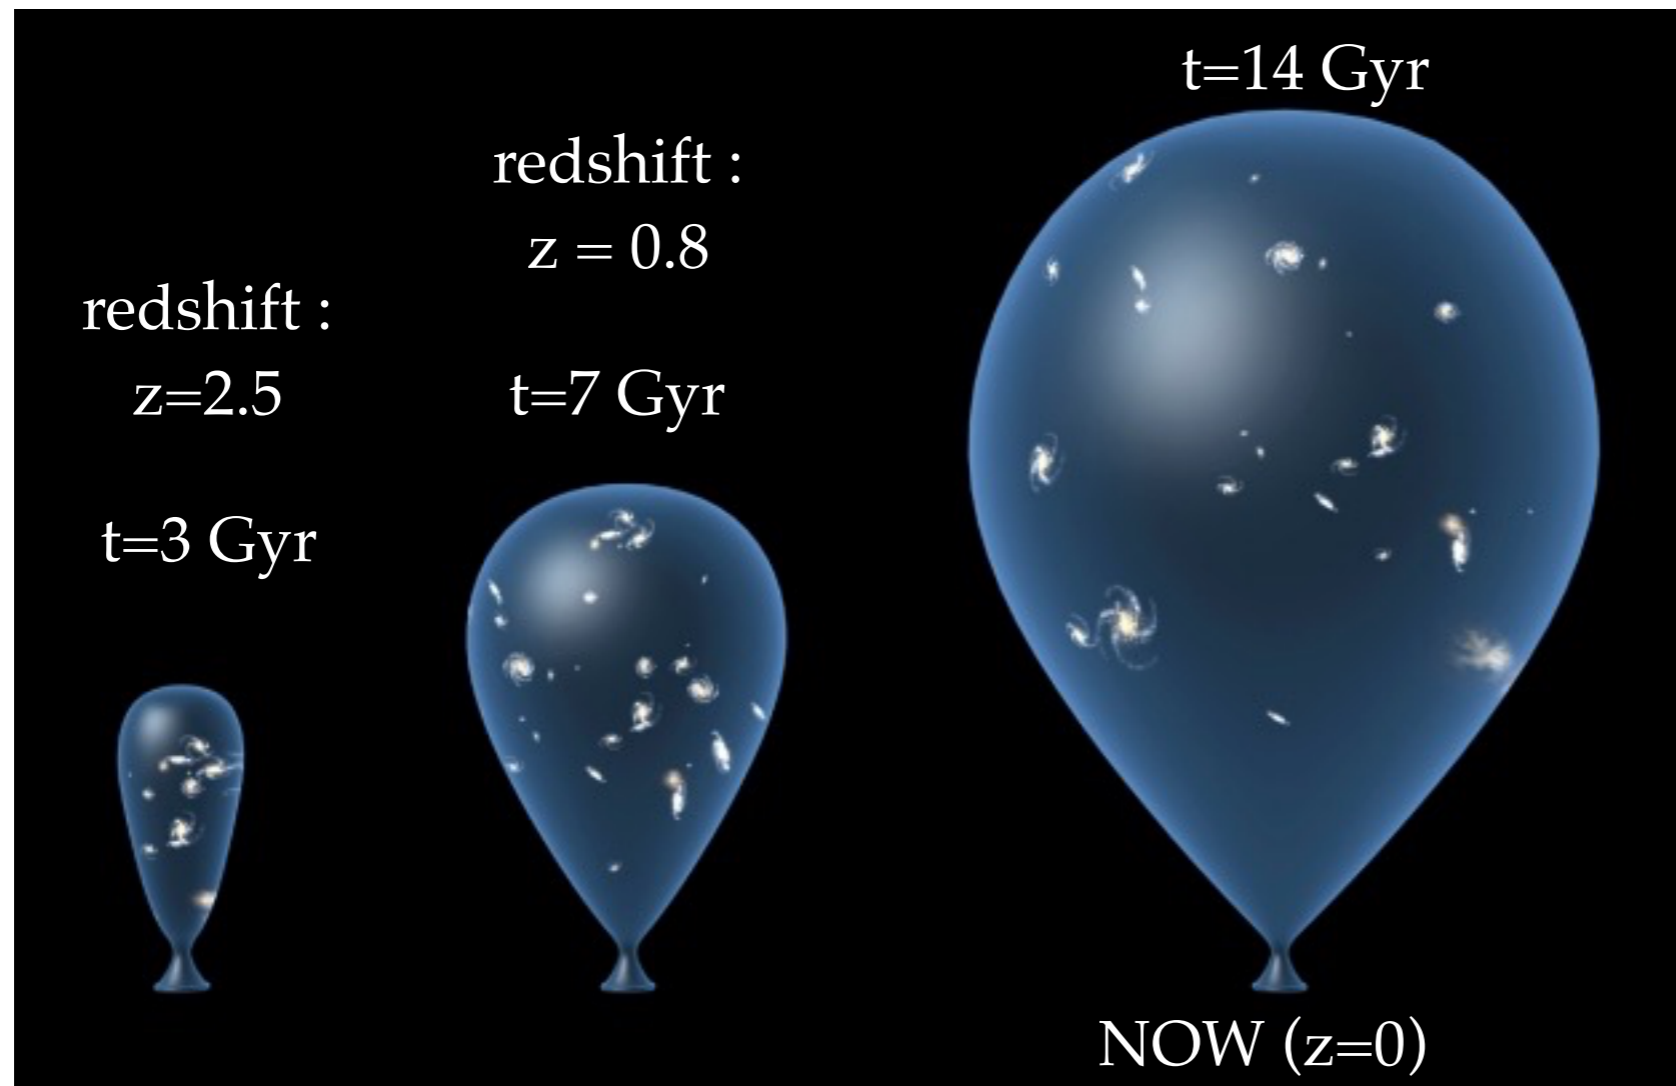 redshift :
z=2.5
t=3 Gyr
redshift :
z = 0.8
t=7 Gyr
t=14 Gyr
NOW (z=0)